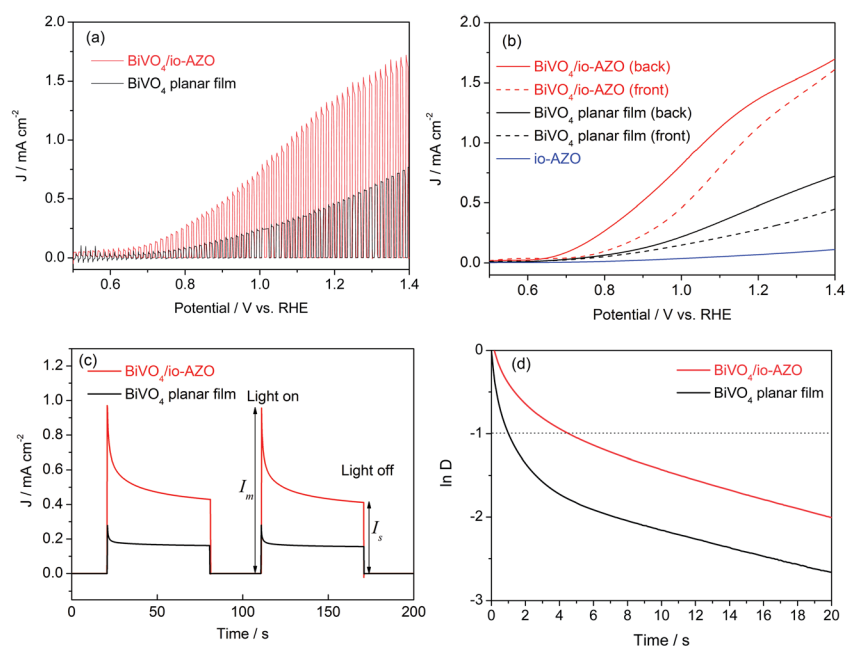 (a)
BiVO4/io-AZO
BiVO4 planar film
2.0
1.5
1.0
0.5
0.0
J / mA cm-2
0.6 0.8 1.0 1.2 1.4
Potential / V vs. RHE
(b)
BiVO4/io-AZO (back)
BiVO4/io-AZO (front)
BiVO4 planar film (back)
BiVO4 planar film (front)
io-AZO
2.0
1.5
1.0
0.5
0.0
J / mA cm-2
0.6 0.8 1.0 1.2 1.4
Potential / V vs. RHE
(c)
BiVO4/io-AZO
BiVO4 planar film
Light on
Light off
Im
Is
1.2
1.0
0.8
0.6
0.4
0.2
0.0
J / mA cm-2
0 50 100 150 200
Time / s
(d)
BiVO4/io-AZO
BiVO4 planar film
0
-1
-2
-3
ln D
0 2 4 6 8 10 12 14 16 18 20
Time / s